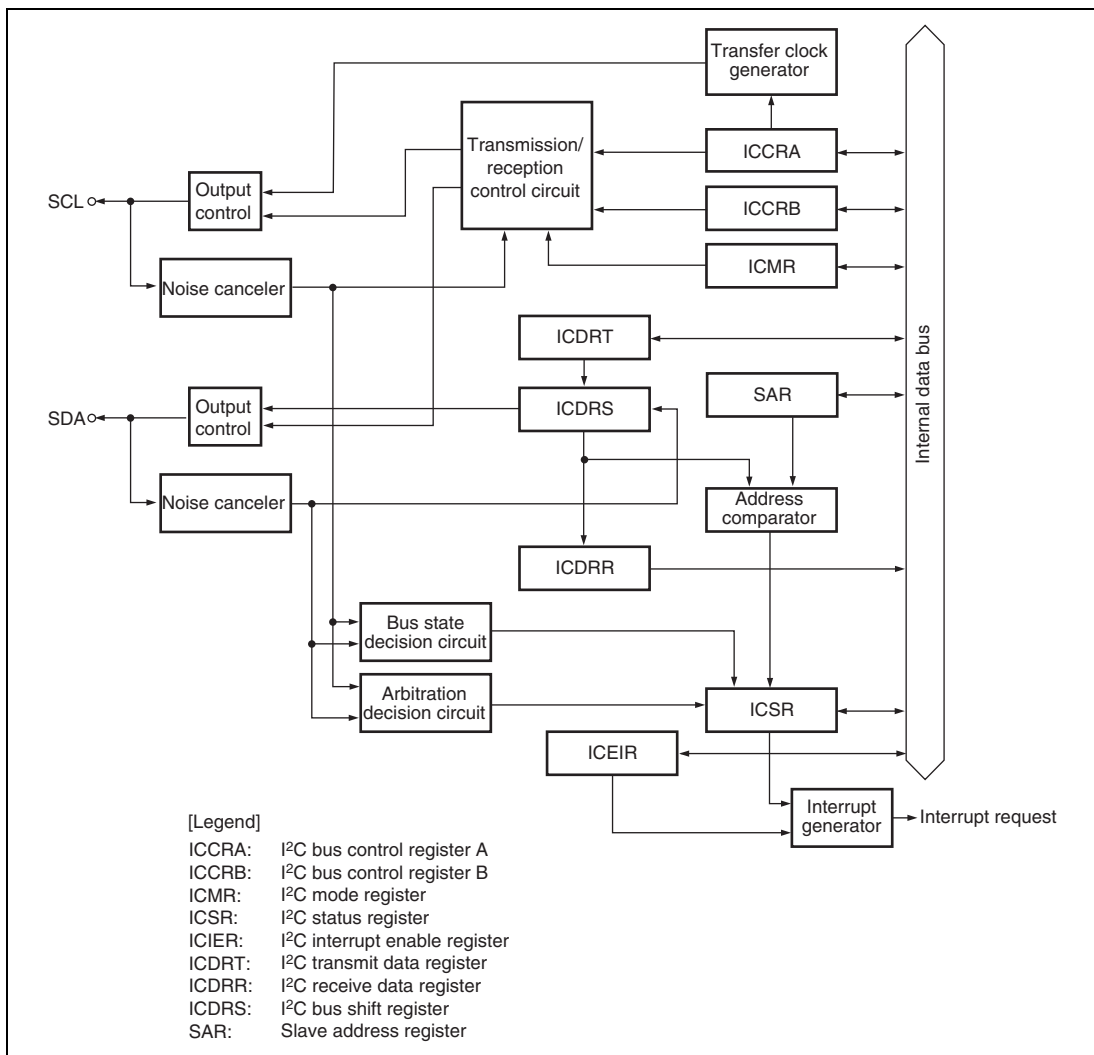 Transfer clock
generator
Transmission/
reception
control circuit
ICCRA
SCL
Output
control
ICCRB
Noise canceler
ICMR
Internal data bus
ICDRT
SDA
Output
control
ICDRS
SAR
Noise canceler
Address
comparator
ICDRR
Bus state
decision circuit
Arbitration
decision circuit
ICSR
ICEIR
Interrupt
generator
Interrupt request
[Legend]
ICCRA: I²C bus control register A
ICCRB: I²C bus control register B
ICMR: I²C mode register
ICSR: I²C status register
ICIER: I²C interrupt enable register
ICDRT: I²C transmit data register
ICDRR: I²C receive data register
ICDRS: I²C bus shift register
SAR: Slave address register